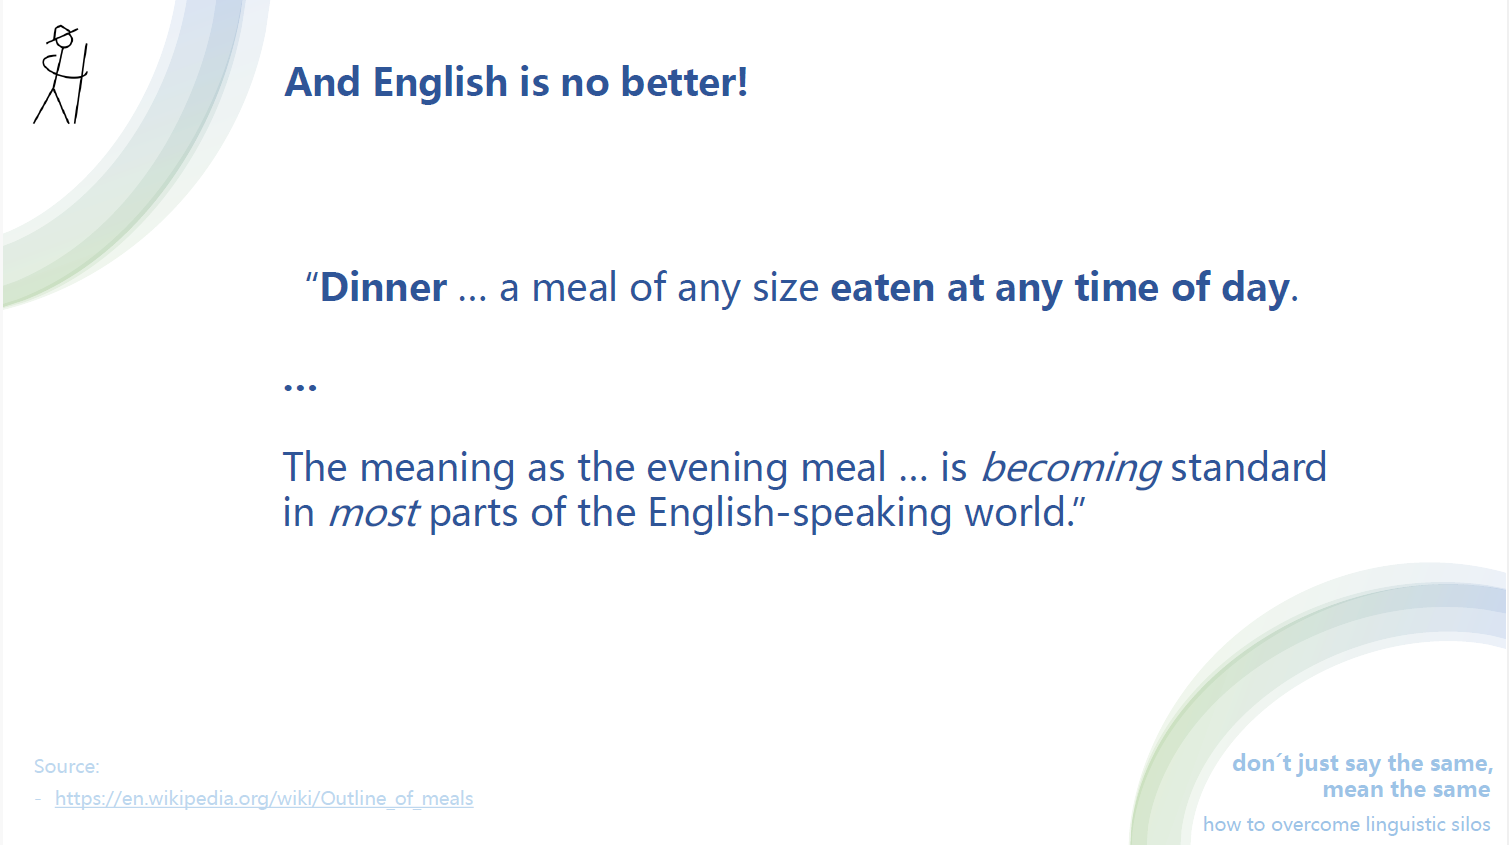 And English is no better!
“Dinner … a meal of any size eaten at any time of day.
…
The meaning as the evening meal … is becoming standard
in most parts of the English-speaking world.”
Source:
- https://en.wikipedia.org/wiki/Outline_of_meals
don´t just say the same,
mean the same
how to overcome linguistic silos